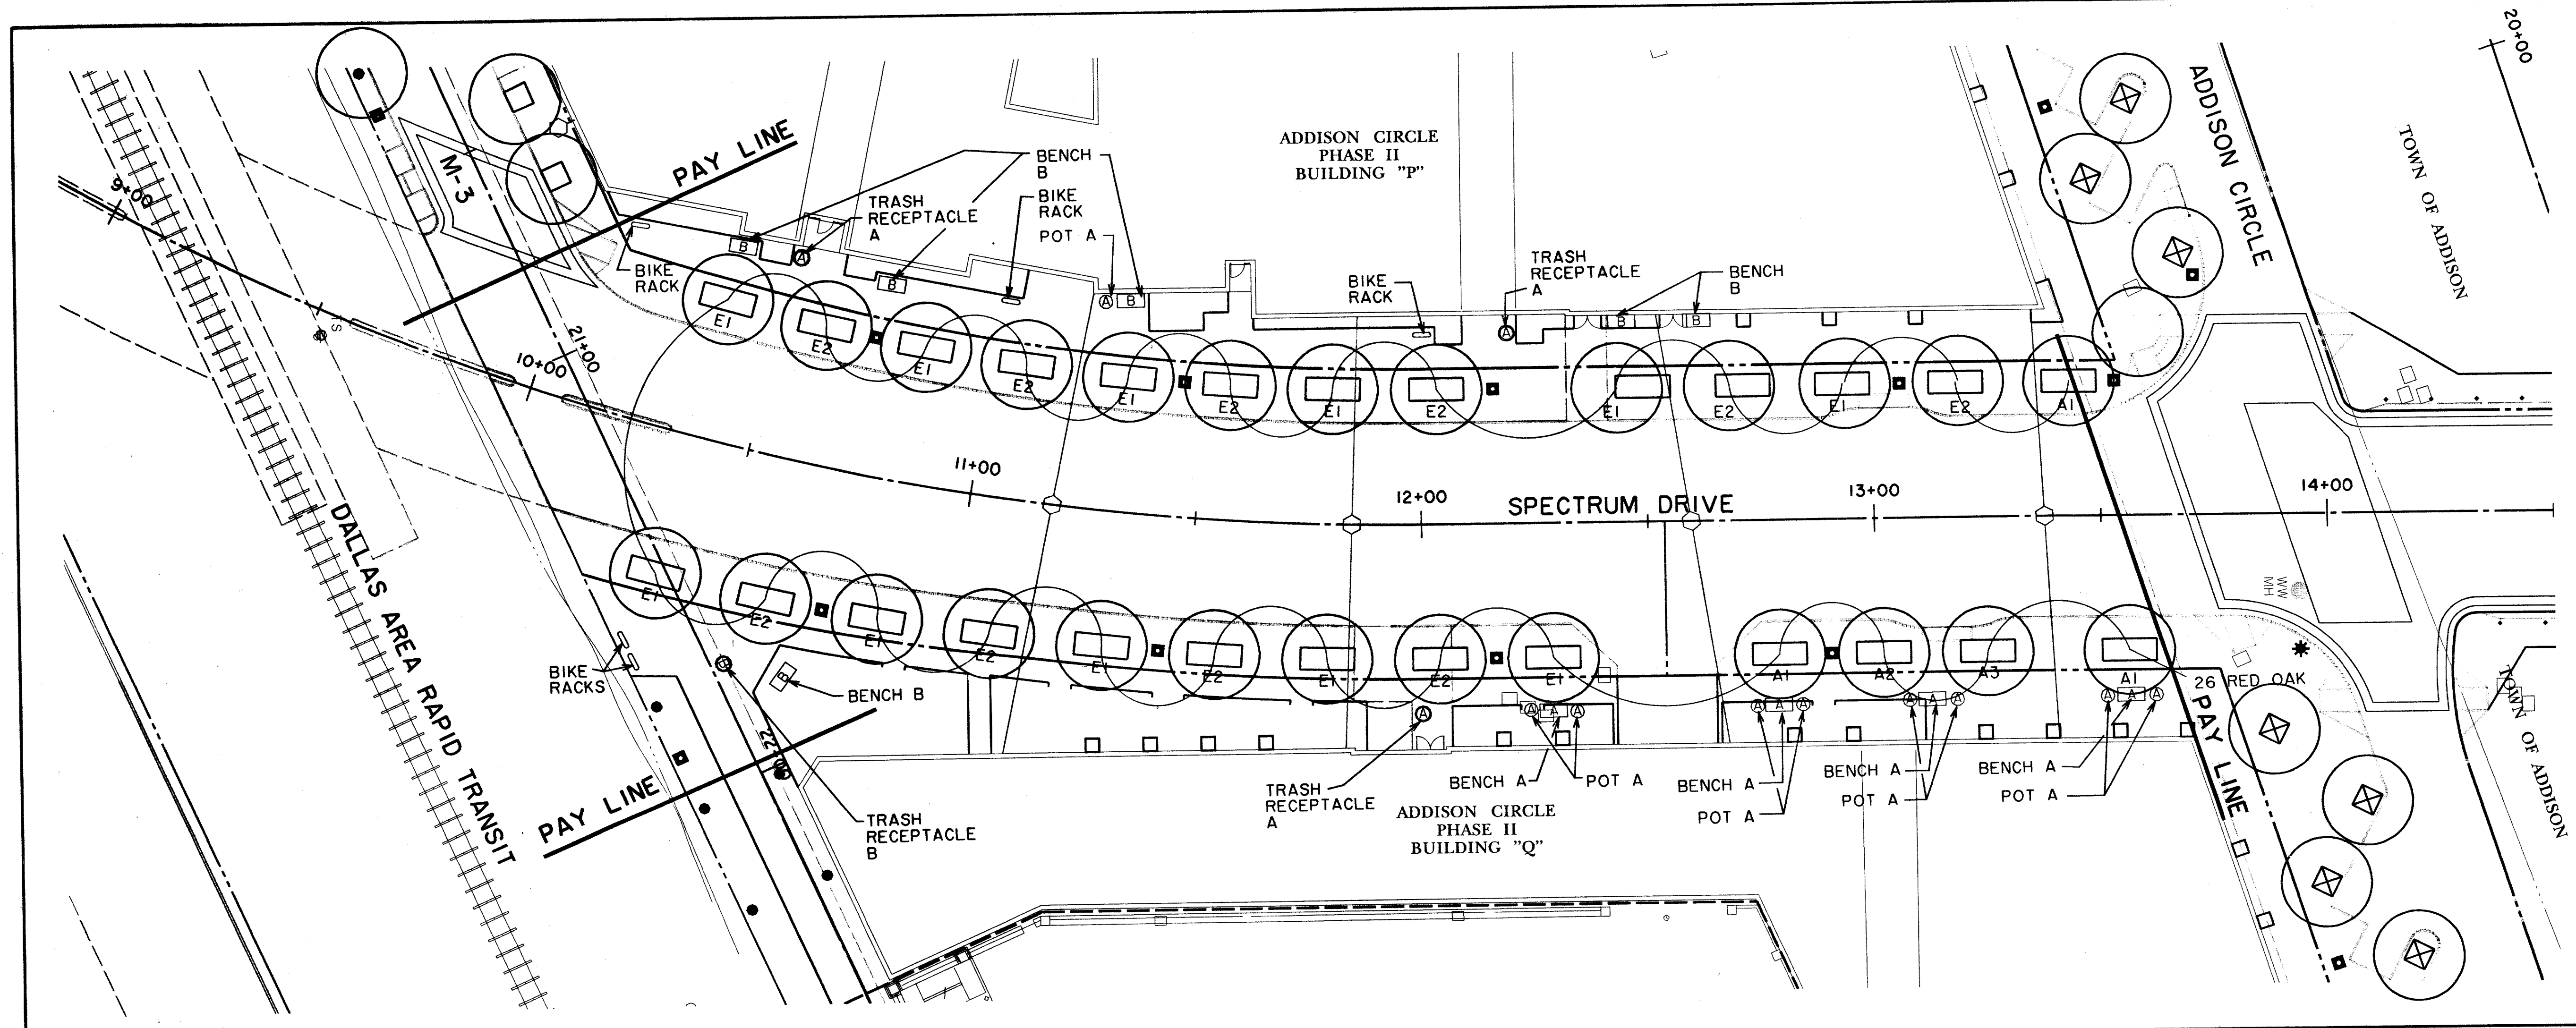 20+00
ADDISON CIRCLE
TOWN OF ADDISON
M-3
PAY LINE
9+00
BENCH
B
ADDISON CIRCLE
PHASE II
BUILDING "P"
TRASH
RECEPTACLE
A
BIKE
RACK
POT A
BIKE
RACK
B
A
B
A
B
BIKE
RACK
TRASH
RECEPTACLE
A
BENCH
B
A
B
B
TS
10+00
21+00
E1
E2
E1
E2
E1
E2
E1
E2
E1
E2
E1
E2
A1
11+00
12+00
SPECTRUM DRIVE
13+00
14+00
DALLAS AREA RAPID TRANSIT
WW
MH
E1
E2
E1
E2
E1
E2
E1
E2
E1
A1
A2
A3
A1
26 RED OAK
BIKE
RACKS
B
BENCH B
A
A
A
A
A
A
A
A
A
A
A
A
A
PAY LINE
TOWN OF ADDISON
22+00
PAY LINE
TRASH
RECEPTACLE
B
TRASH
RECEPTACLE
A
BENCH A
POT A
BENCH A
POT A
BENCH A
POT A
BENCH A
POT A
ADDISON CIRCLE
PHASE II
BUILDING "Q"